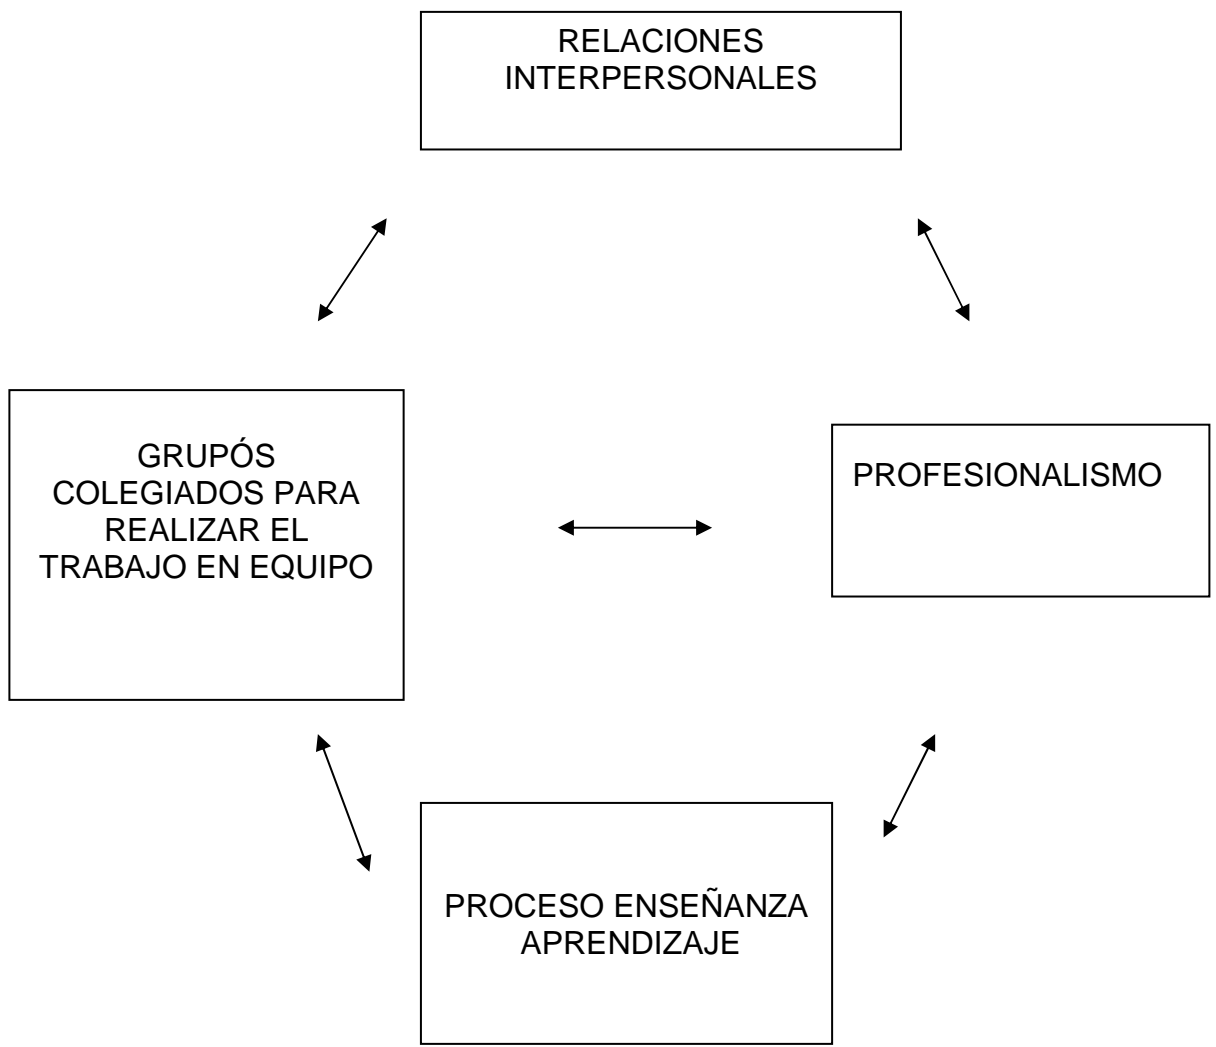 RELACIONES
INTERPERSONALES
GRUPÓS
COLEGIADOS PARA
REALIZAR EL
TRABAJO EN EQUIPO
PROFESIONALISMO
PROCESO ENSEÑANZA
APRENDIZAJE